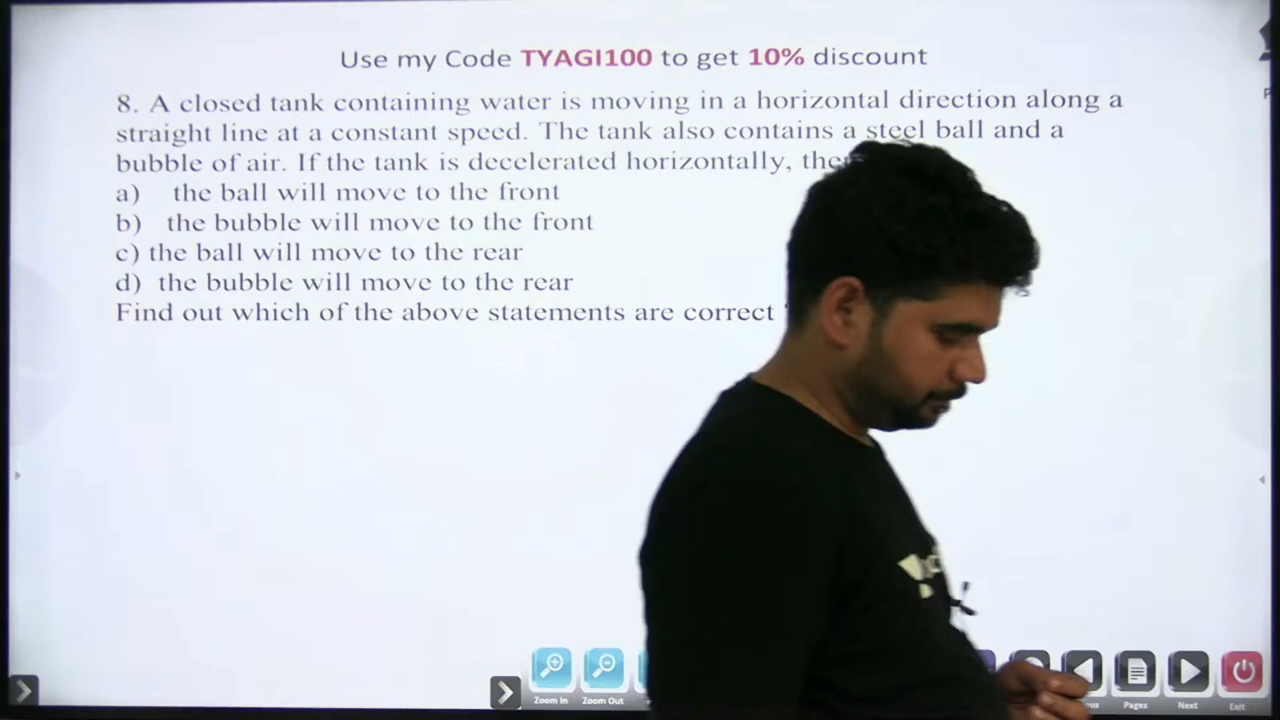 Use my Code TYAGI100 to get 10% discount
8. A closed tank containing water is moving in a horizontal direction along a
straight line at a constant speed. The tank also contains a steel ball and a
bubble of air. If the tank is decelerated horizontally,
a) the ball will move to the front
b) the bubble will move to the front
c) the ball will move to the rear
d) the bubble will move to the rear
Find out which of the above statements are correct
Zoom In Zoom Out Pages Next Exit